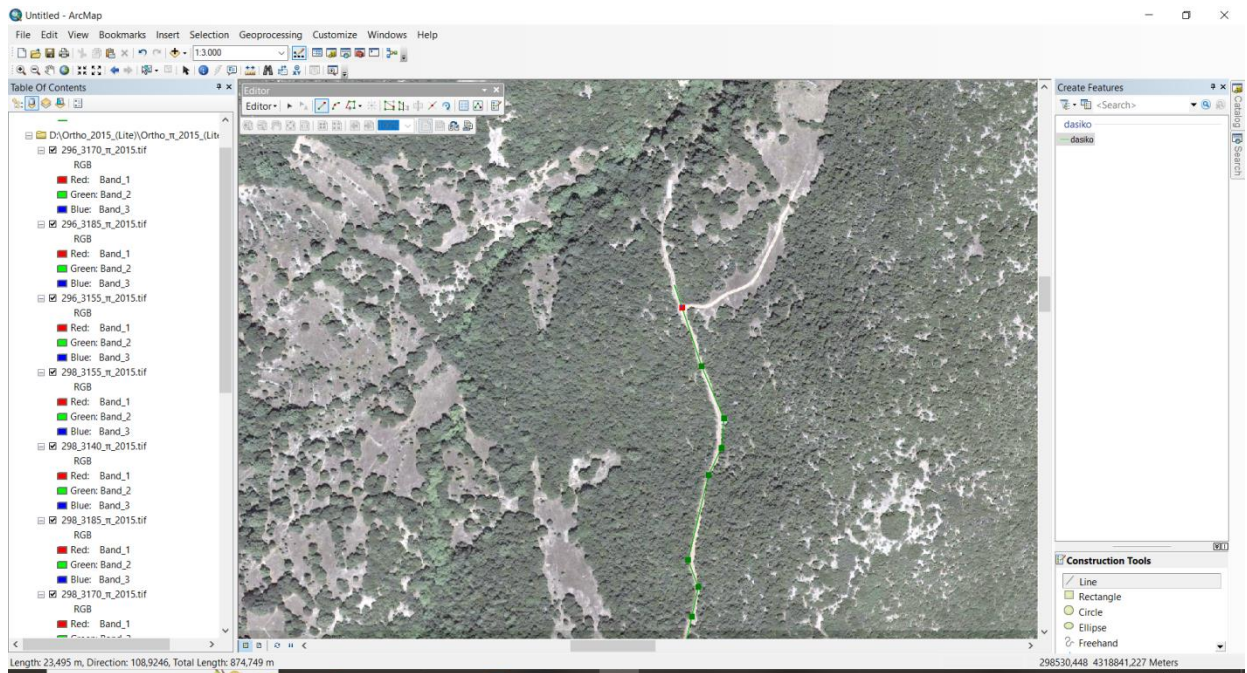 Untitled - ArcMap
File Edit View Bookmarks Insert Selection Geoprocessing Customize Windows Help
1:3.000
Table Of Contents
D:\Ortho_2015_(Lite)\Ortho_π_2015_(Lite
296_3170_π_2015.tif
RGB
Red: Band_1
Green: Band_2
Blue: Band_3
296_3185_π_2015.tif
RGB
Red: Band_1
Green: Band_2
Blue: Band_3
296_3155_π_2015.tif
RGB
Red: Band_1
Green: Band_2
Blue: Band_3
298_3155_π_2015.tif
RGB
Red: Band_1
Green: Band_2
Blue: Band_3
298_3140_π_2015.tif
RGB
Red: Band_1
Green: Band_2
Blue: Band_3
298_3185_π_2015.tif
RGB
Red: Band_1
Green: Band_2
Blue: Band_3
298_3170_π_2015.tif
RGB
Red: Band_1
Green: Band_2
Editor
Editor
Create Features
<Search>
dasiko
dasiko
Catalog
Search
Construction Tools
Line
Rectangle
Circle
Ellipse
Freehand
Length: 23,495 m, Direction: 108,9246, Total Length: 874,749 m
298530,448 4318841,227 Meters